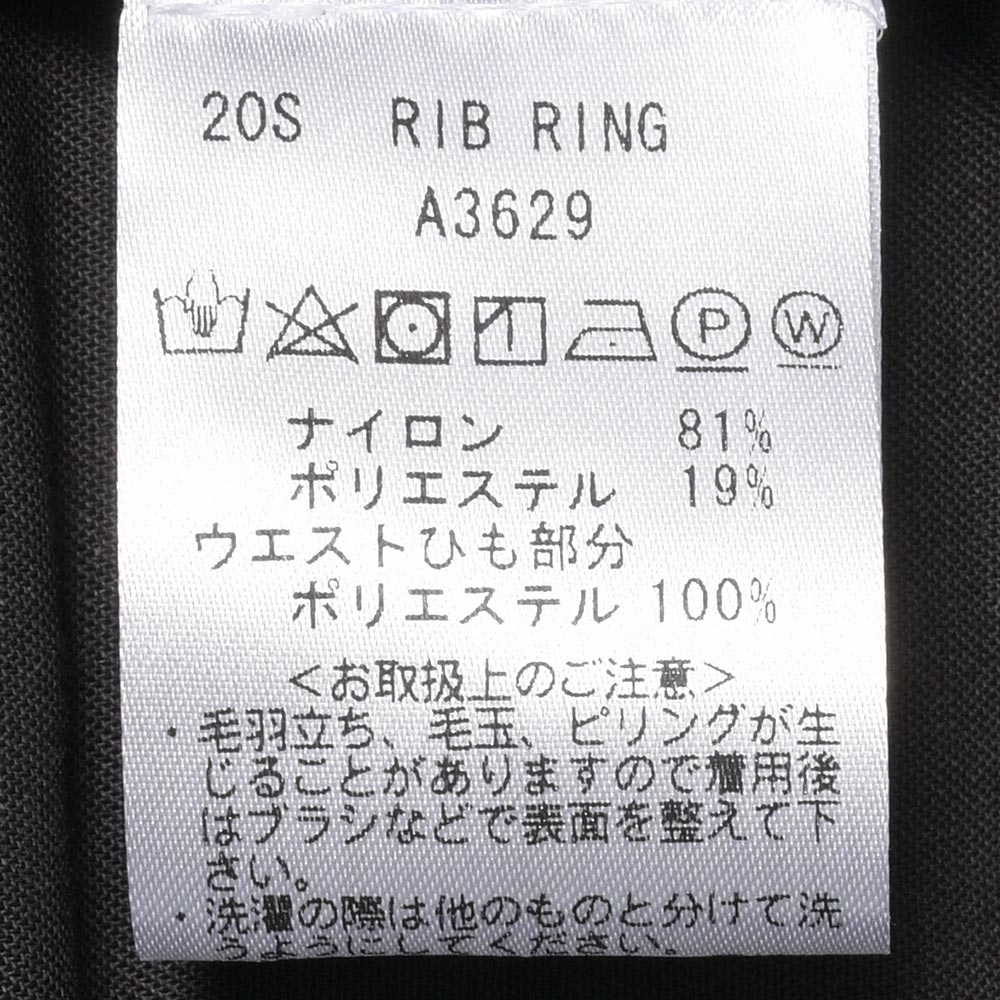 20S RIB RING
A3629
P W
ナイロン 81%
ポリエステル 19%
ウエストひも部分
ポリエステル 100%
<お取扱上のご注意>
・毛羽立ち、毛玉、ピリングが生
じることがありますので着用後
はブラシなどで表面を整えて下
さい。
・洗濯の際は他のものと分けて洗
うようにしてください。